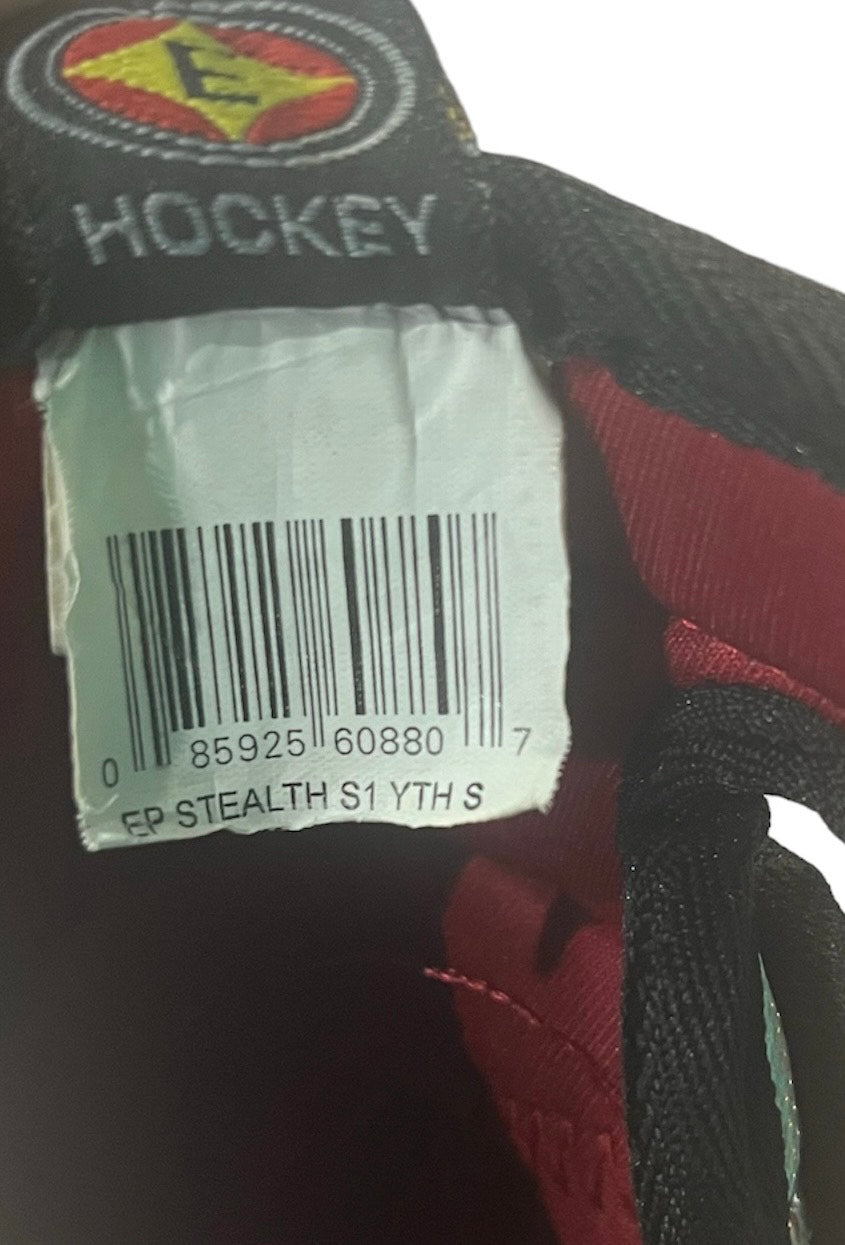 E
HOCKEY
0 85925 60880 7
EP STEALTH S1 YTH S